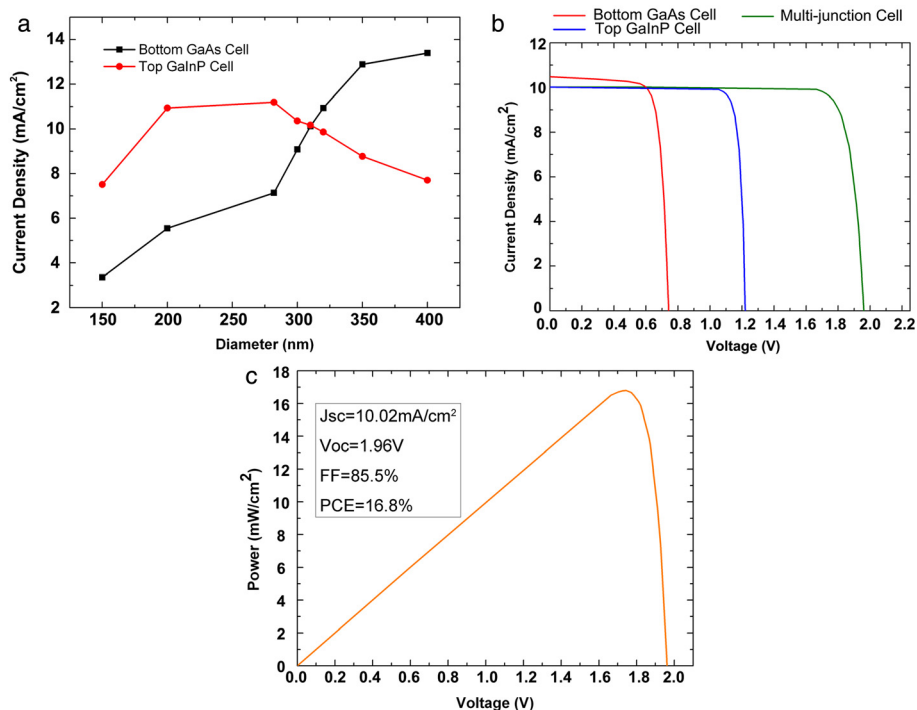 a
Bottom GaAs Cell
Top GaInP Cell
Current Density (mA/cm2)
14
12
10
8
6
4
2
150
200
250
300
350
400
Diameter (nm)
b
Bottom GaAs Cell
Top GaInP Cell
Multi-junction Cell
Current Density (mA/cm2)
12
10
8
6
4
2
0
0.0 0.2 0.4 0.6 0.8 1.0 1.2 1.4 1.6 1.8 2.0 2.2
Voltage (V)
c
Jsc=10.02mA/cm2
Voc=1.96V
FF=85.5%
PCE=16.8%
Power (mW/cm2)
18
16
14
12
10
8
6
4
2
0
0.0 0.2 0.4 0.6 0.8 1.0 1.2 1.4 1.6 1.8 2.0
Voltage (V)